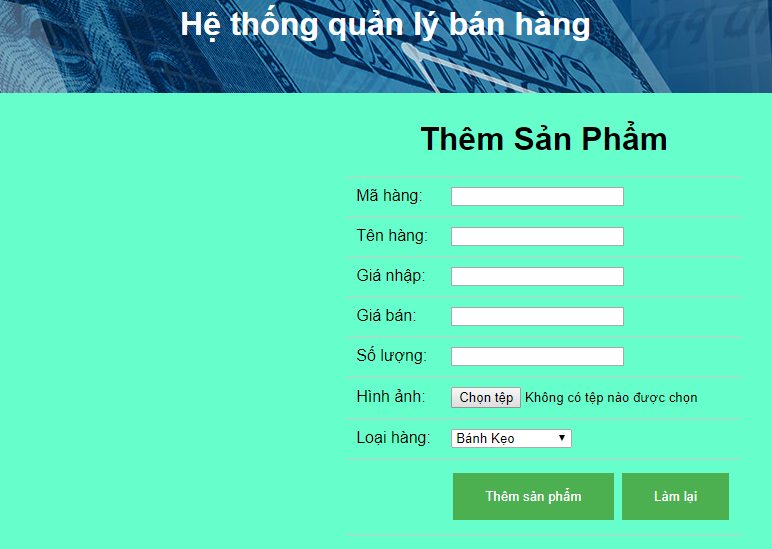 Hệ thống quản lý bán hàng
Thêm Sản Phẩm
Mã hàng:
Tên hàng:
Giá nhập:
Giá bán:
Số lượng:
Hình ảnh: Chọn tệp Không có tệp nào được chọn
Loại hàng: Bánh Kẹo
Thêm sản phẩm Làm lại